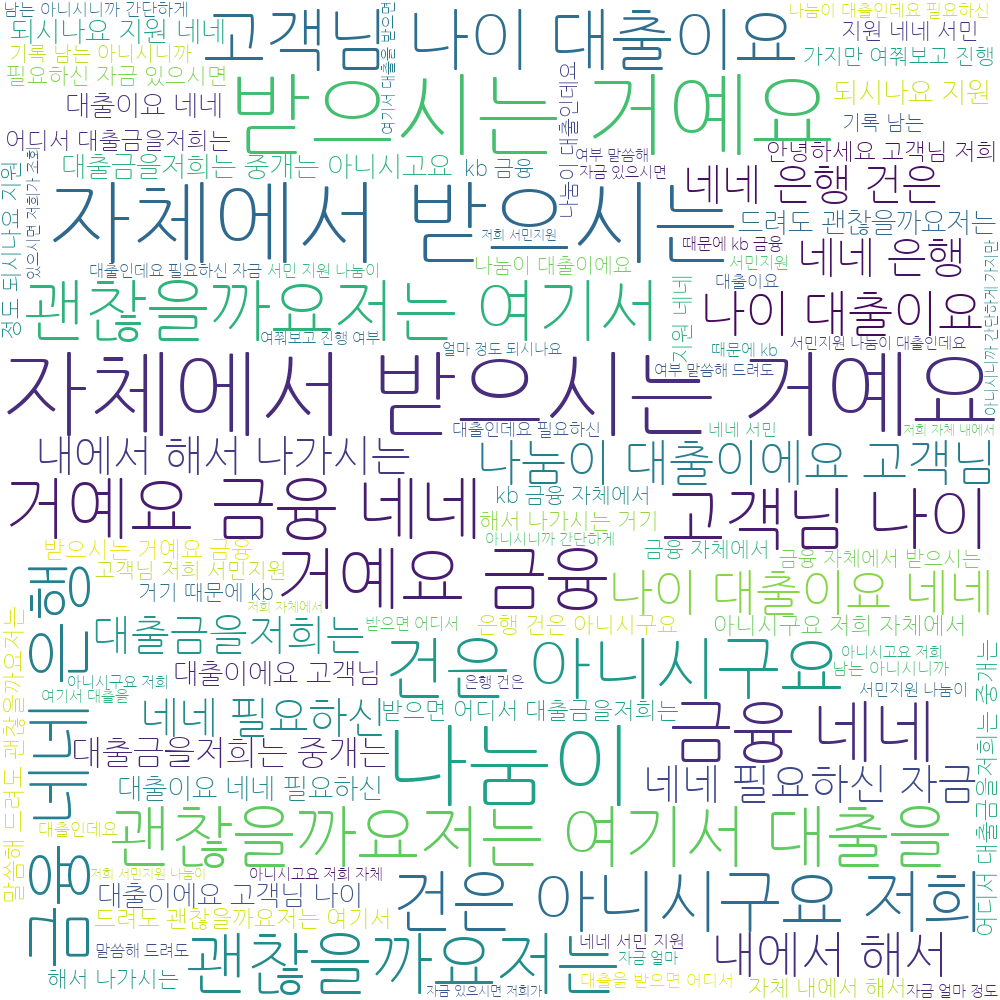 남는 아니시니까 간단하게
되시나요 지원 네네
고객님 나이 대출이요
나눔이 대출인데요 필요하신
지원 네네 서민
기록 남는 아니시니까
가지만 여쭤보고 진행
필요하신 자금 있으시면
여기서 대출을 받으면
받으시는 거예요
나눔이 대출인데요
되시나요 지원
대출이요 네네
기록 남는
어디서 대출금을저희는
안녕하세요 고객님 저희
대출금을저희는 중개는 아니시고요
kb 금융
여부 말씀해
자금 있으시면
네네 은행 건은
정도 되시나요 지원
있으시면 저희가 조회
자체에서 받으시는
드려도 괜찮을까요저는
저희 서민지원
때문에 kb 금융
네네 은행
대출인데요 필요하신 자금
서민 지원 나눔이
나눔이 대출이에요
서민지원
대출이요
아니시니까 간단하게 가지만
괜찮을까요저는 여기서
지원 네네
나이 대출이요
여쭤보고 진행 여부
얼마 정도 되시나요
때문에 kb
서민지원 나눔이 대출인데요
자체에서 받으시는 거예요
여부 말씀해 드려도
내에서 해서 나가시는
대출인데요 필요하신
네네 서민
저희 자체 내에서
나눔이 대출이에요 고객님
거예요 금융 네네
kb 금융 자체에서
해서 나가시는 거기
고객님 나이
아니시니까 간단하게
받으시는 거예요 금융
고객님 저희 서민지원
거예요 금융
금융 자체에서
금융 자체에서 받으시는
거기 때문에 kb
나이 대출이요 네네
저희 자체에서
네네 은행
말씀해 드려도 괜찮을까요저는
대출금을저희는
받으면 어디서
은행 건은 아니시구요
아니시구요 저희 자체에서
건은 아니시구요
아니시고요 저희
남는 아니시니까
대출이에요 고객님
아니시구요 저희
여기서 대출을
은행 건은
서민지원 나눔이
어디서 대출금을저희는 중개는
네네 필요하신
받으면 어디서 대출금을저희는
금융 네네
대출금을저희는 중개는
나눔이
네네 필요하신 자금
대출이요 네네 필요하신
괜찮을까요저는 여기서 대출을
대출인데요
금융
저희 서민지원 나눔이
아니시고요 저희 자체
대출이에요 고객님 나이
건은 아니시구요 저희
드려도 괜찮을까요저는 여기서
말씀해 드려도
괜찮을까요저는
네네 서민 지원
자금 얼마
내에서 해서
해서 나가시는
대출을 받으면 어디서
자금 있으시면 저희가
자체 내에서 해서
자금 얼마 정도